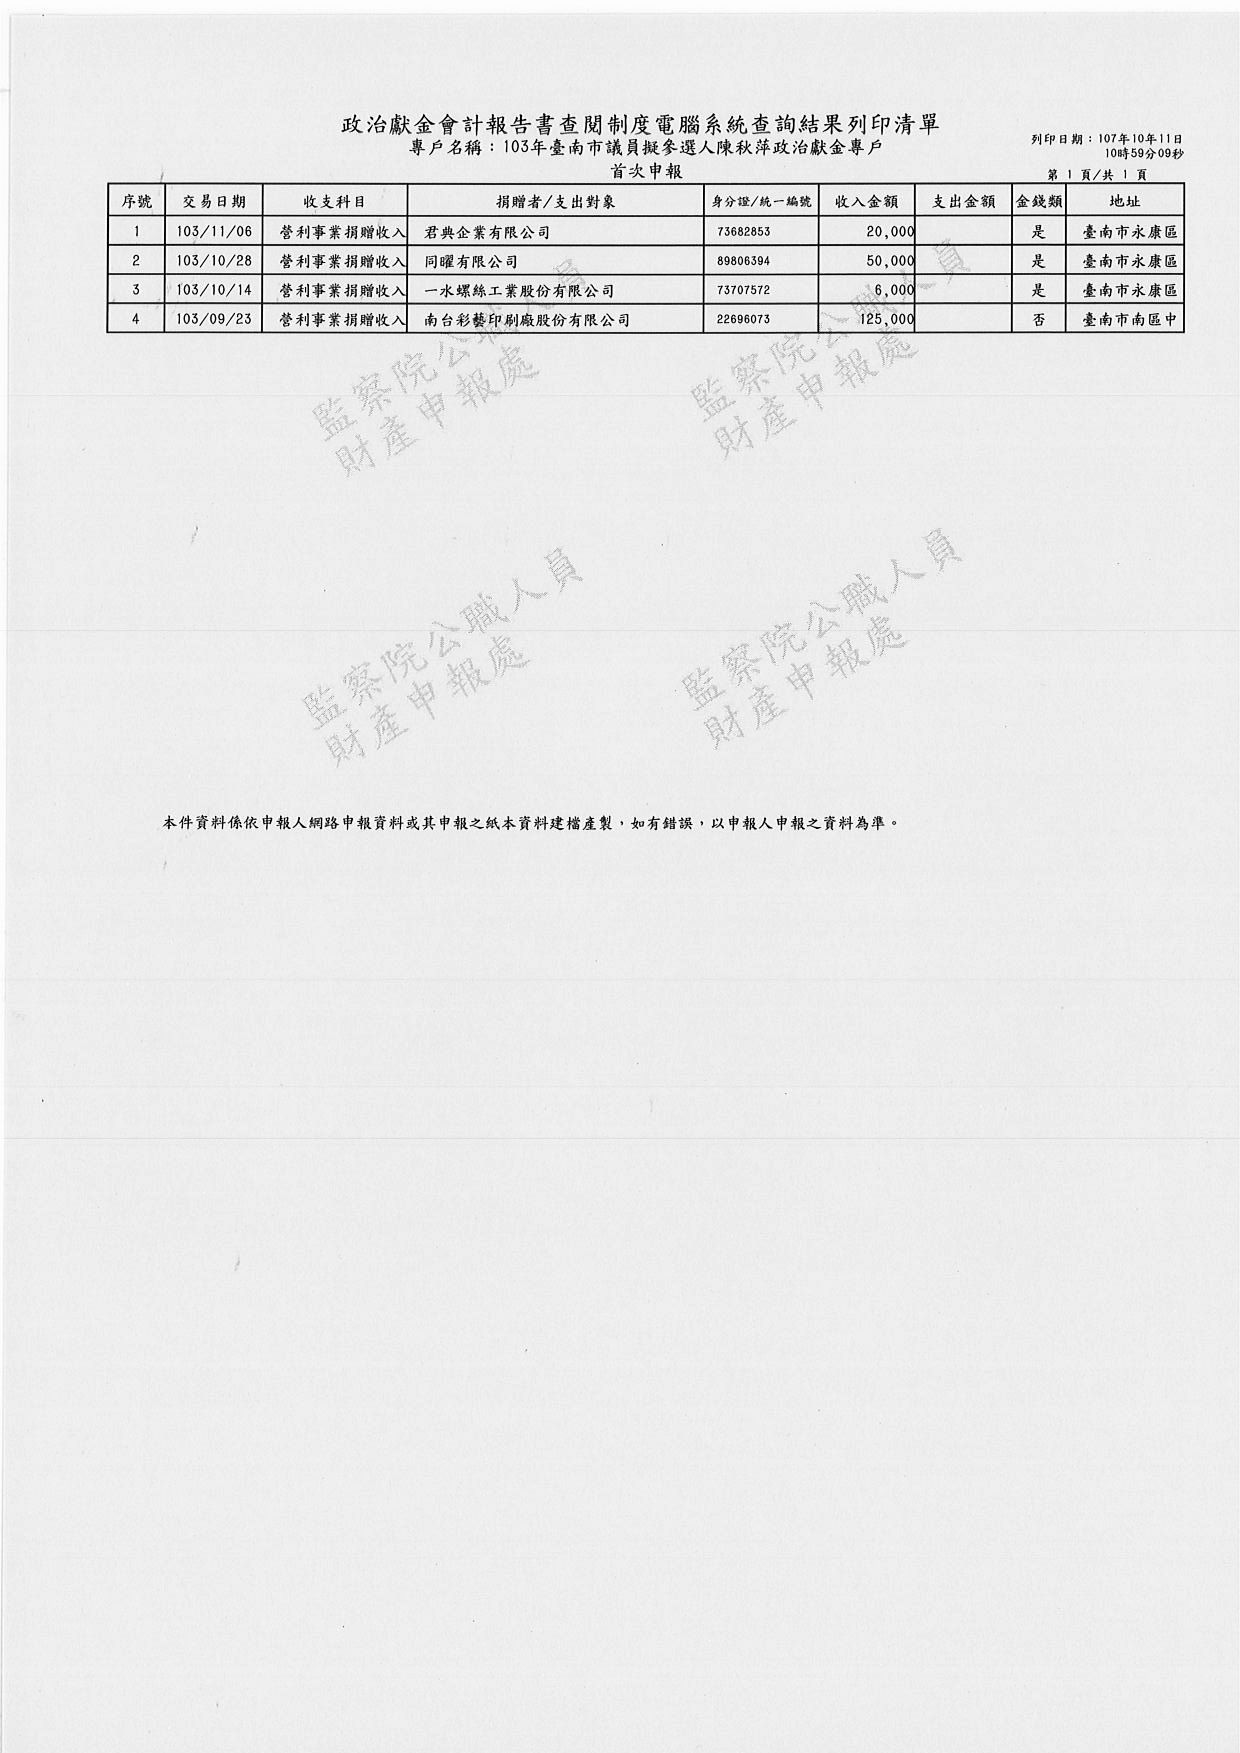 政治獻金會計報告書查閱制度電腦系統查詢結果列印清單
專戶名稱：103年臺南市議員擬參選人陳秋萍政治獻金專戶
首次申報
列印日期：107年10年11日
10時59分09秒
第 1 頁/共 1 頁
序號 交易日期 收支科目 捐贈者/支出對象 身分證/統一編號 收入金額 支出金額 金錢類 地址
1 103/11/06 營利事業捐贈收入 君典企業有限公司 73682853 20,000 是 臺南市永康區
2 103/10/28 營利事業捐贈收入 同曜有限公司 89806394 50,000 是 臺南市永康區
3 103/10/14 營利事業捐贈收入 一水螺絲工業股份有限公司 73707572 6,000 是 臺南市永康區
4 103/09/23 營利事業捐贈收入 南台彩藝印刷廠股份有限公司 22696073 125,000 否 臺南市南區中
監察院公職人員
財產申報處
監察院公職人員
財產申報處
監察院公職人員
財產申報處
監察院公職人員
財產申報處
本件資料係依申報人網路申報資料或其申報之紙本資料建檔產製，如有錯誤，以申報人申報之資料為準。